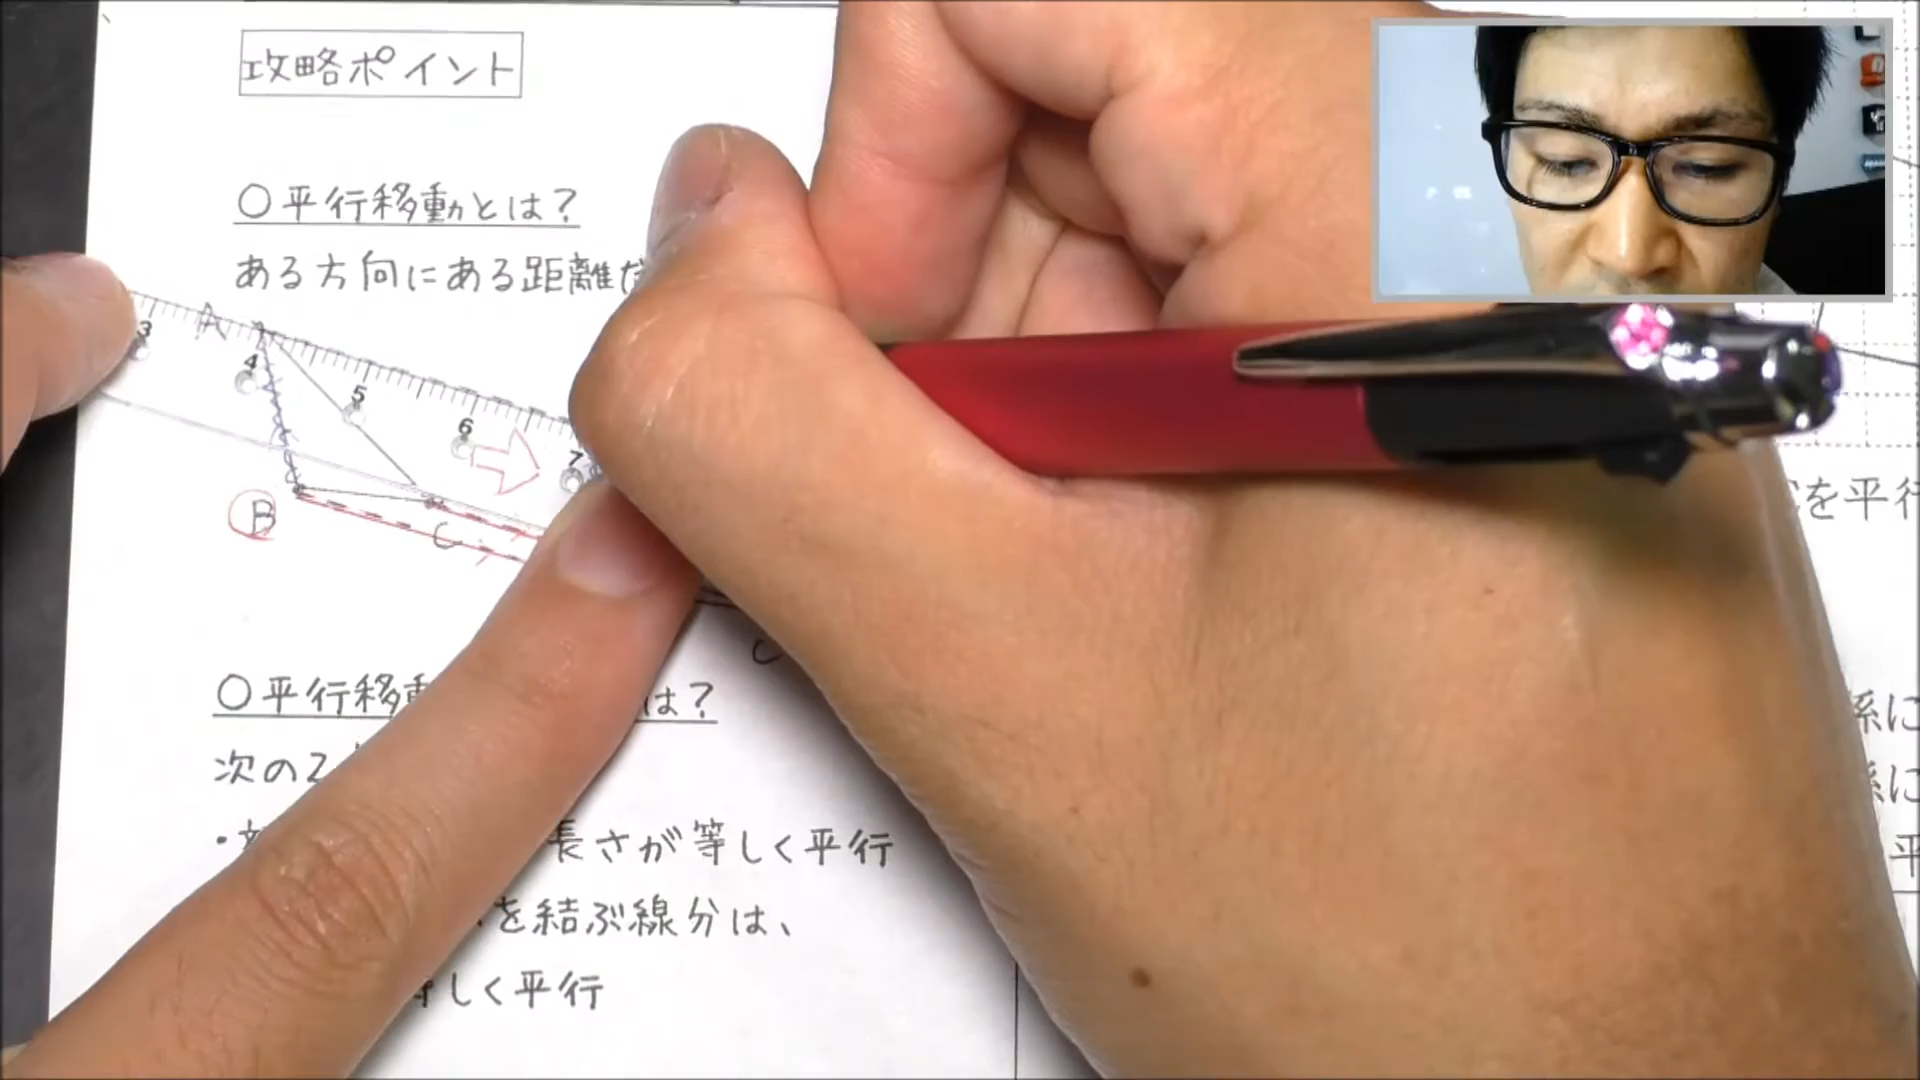 攻略ポイント
○平行移動とは?
ある方向にある距離だ
3
A
4
5
6
7
B
C
を平行
○平行移動
は?
係に
次の2
係に
・対
長さが等しく平行
平
を結ぶ線分は、
等しく平行